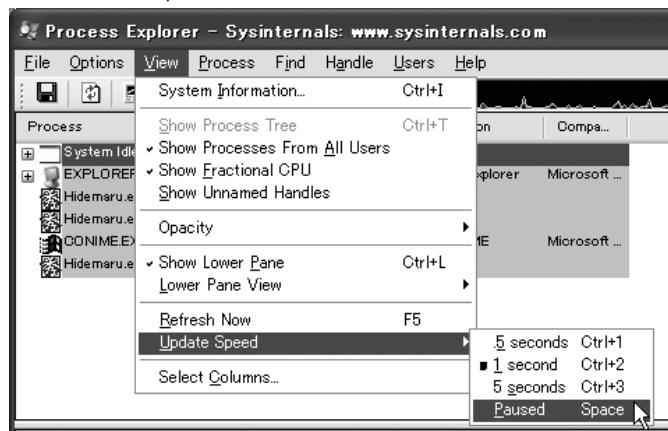 Process Explorer - Sysinternals: www.sysinternals.com
File Options View Process Find Handle Users Help
System Information... Ctrl+I
Process
Show Process Tree Ctrl+T
on Compa...
System Idle
Show Processes From All Users
EXPLORER
Show Fractional CPU
xplorer Microsoft ...
Hidemaru.e
Show Unnamed Handles
Hidemaru.e
Opacity
CONIME.EX
ME Microsoft ...
Hidemaru.e
Show Lower Pane Ctrl+L
Lower Pane View
Refresh Now F5
Update Speed
.5 seconds Ctrl+1
1 second Ctrl+2
Select Columns...
5 seconds Ctrl+3
Paused Space